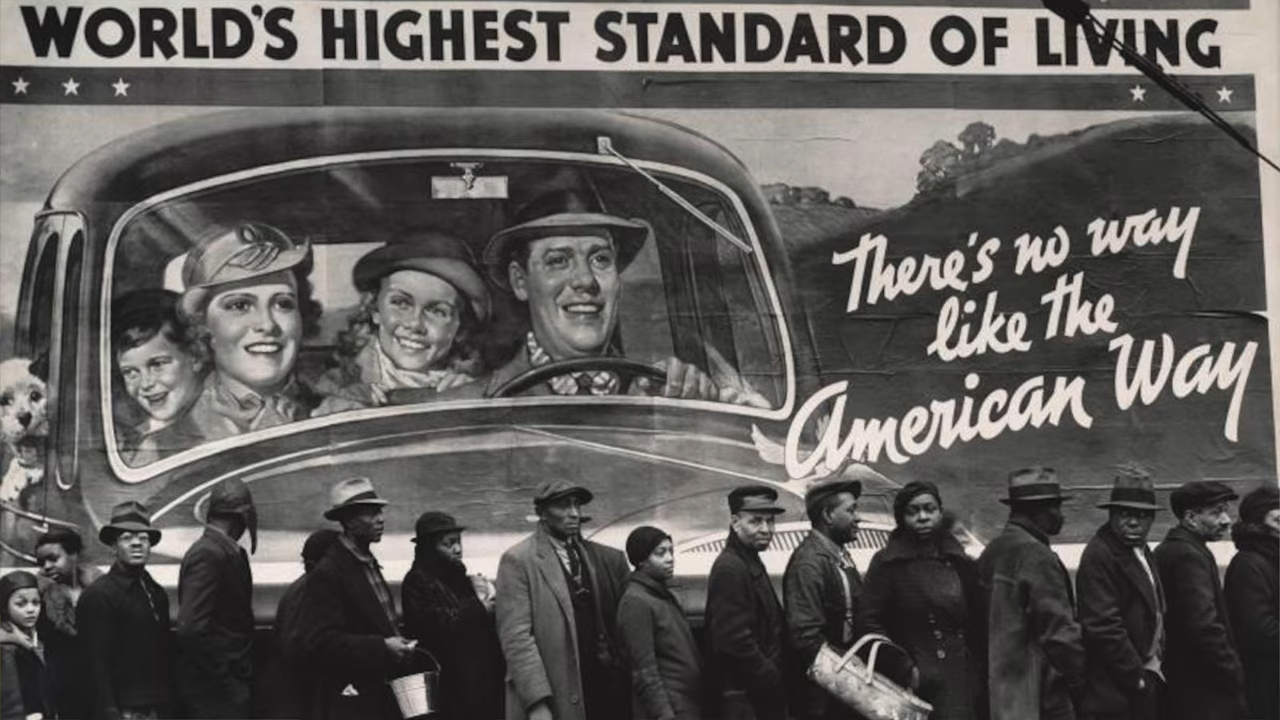 WORLD'S HIGHEST STANDARD OF LIVING
There's no way
like the
American Way